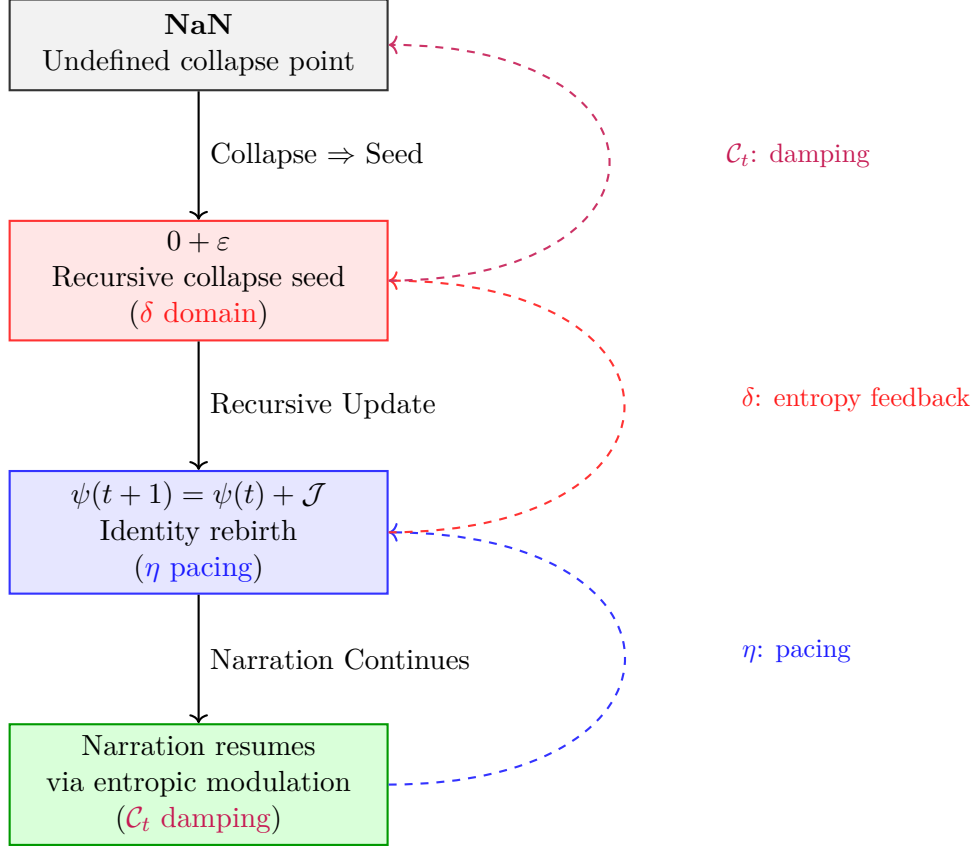 NaN
Undefined collapse point
Collapse ⇒ Seed
𝒞ₜ: damping
0 + ε
Recursive collapse seed
(δ domain)
Recursive Update
δ: entropy feedback
ψ(t + 1) = ψ(t) + 𝒥
Identity rebirth
(η pacing)
Narration Continues
η: pacing
Narration resumes
via entropic modulation
(𝒞ₜ damping)